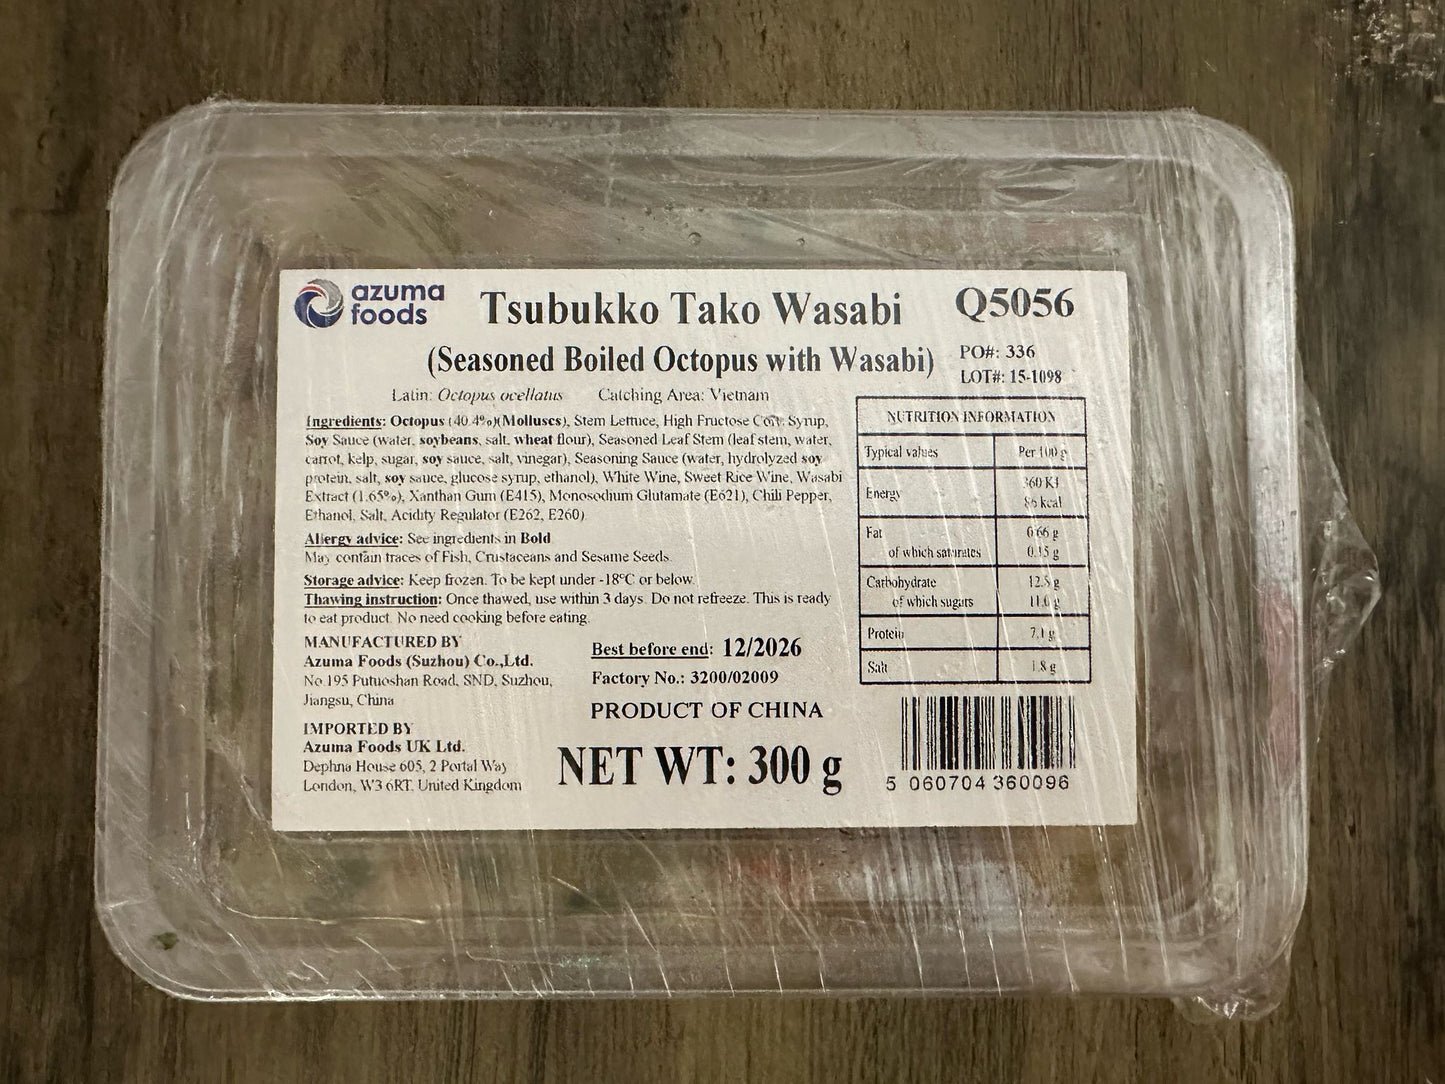 azuma
foods
Tsubukko Tako Wasabi
Q5056
(Seasoned Boiled Octopus with Wasabi)
PO#: 336
LOT#: 15-1098
Latin: Octopus ocellatus Catching Area: Vietnam
Ingredients: Octopus (40.4%)(Molluscs), Stem Lettuce, High Fructose Corn Syrup,
Soy Sauce (water, soybeans, salt, wheat flour), Seasoned Leaf Stem (leaf stem, water,
carrot, kelp, sugar, soy sauce, salt, vinegar), Seasoning Sauce (water, hydrolyzed soy
protein, salt, soy sauce, glucose syrup, ethanol), White Wine, Sweet Rice Wine, Wasabi
Extract (1.65%), Xanthan Gum (E415), Monosodium Glutamate (E621), Chili Pepper,
Ethanol, Salt, Acidity Regulator (E262, E260)
Allergy advice: See ingredients in Bold
May contain traces of Fish, Crustaceans and Sesame Seeds.
Storage advice: Keep frozen. To be kept under -18°C or below.
Thawing instruction: Once thawed, use within 3 days. Do not refreeze. This is ready
to eat product. No need cooking before eating.
MANUFACTURED BY
Azuma Foods (Suzhou) Co.,Ltd.
No 195 Putuoshan Road, SND, Suzhou,
Jiangsu, China
IMPORTED BY
Azuma Foods UK Ltd.
Dephna House 605, 2 Portal Way
London, W3 6RT, United Kingdom
Best before end: 12/2026
Factory No.: 3200/02009
PRODUCT OF CHINA
NET WT: 300 g
NUTRITION INFORMATION
Typical values Per 100 g
Energy 360 KJ
86 kcal
Fat 0.66 g
of which saturates 0.15 g
Carbohydrate 12.5 g
of which sugars 11.0 g
Protein 7.1 g
Salt 1.8 g
5 060704 360096